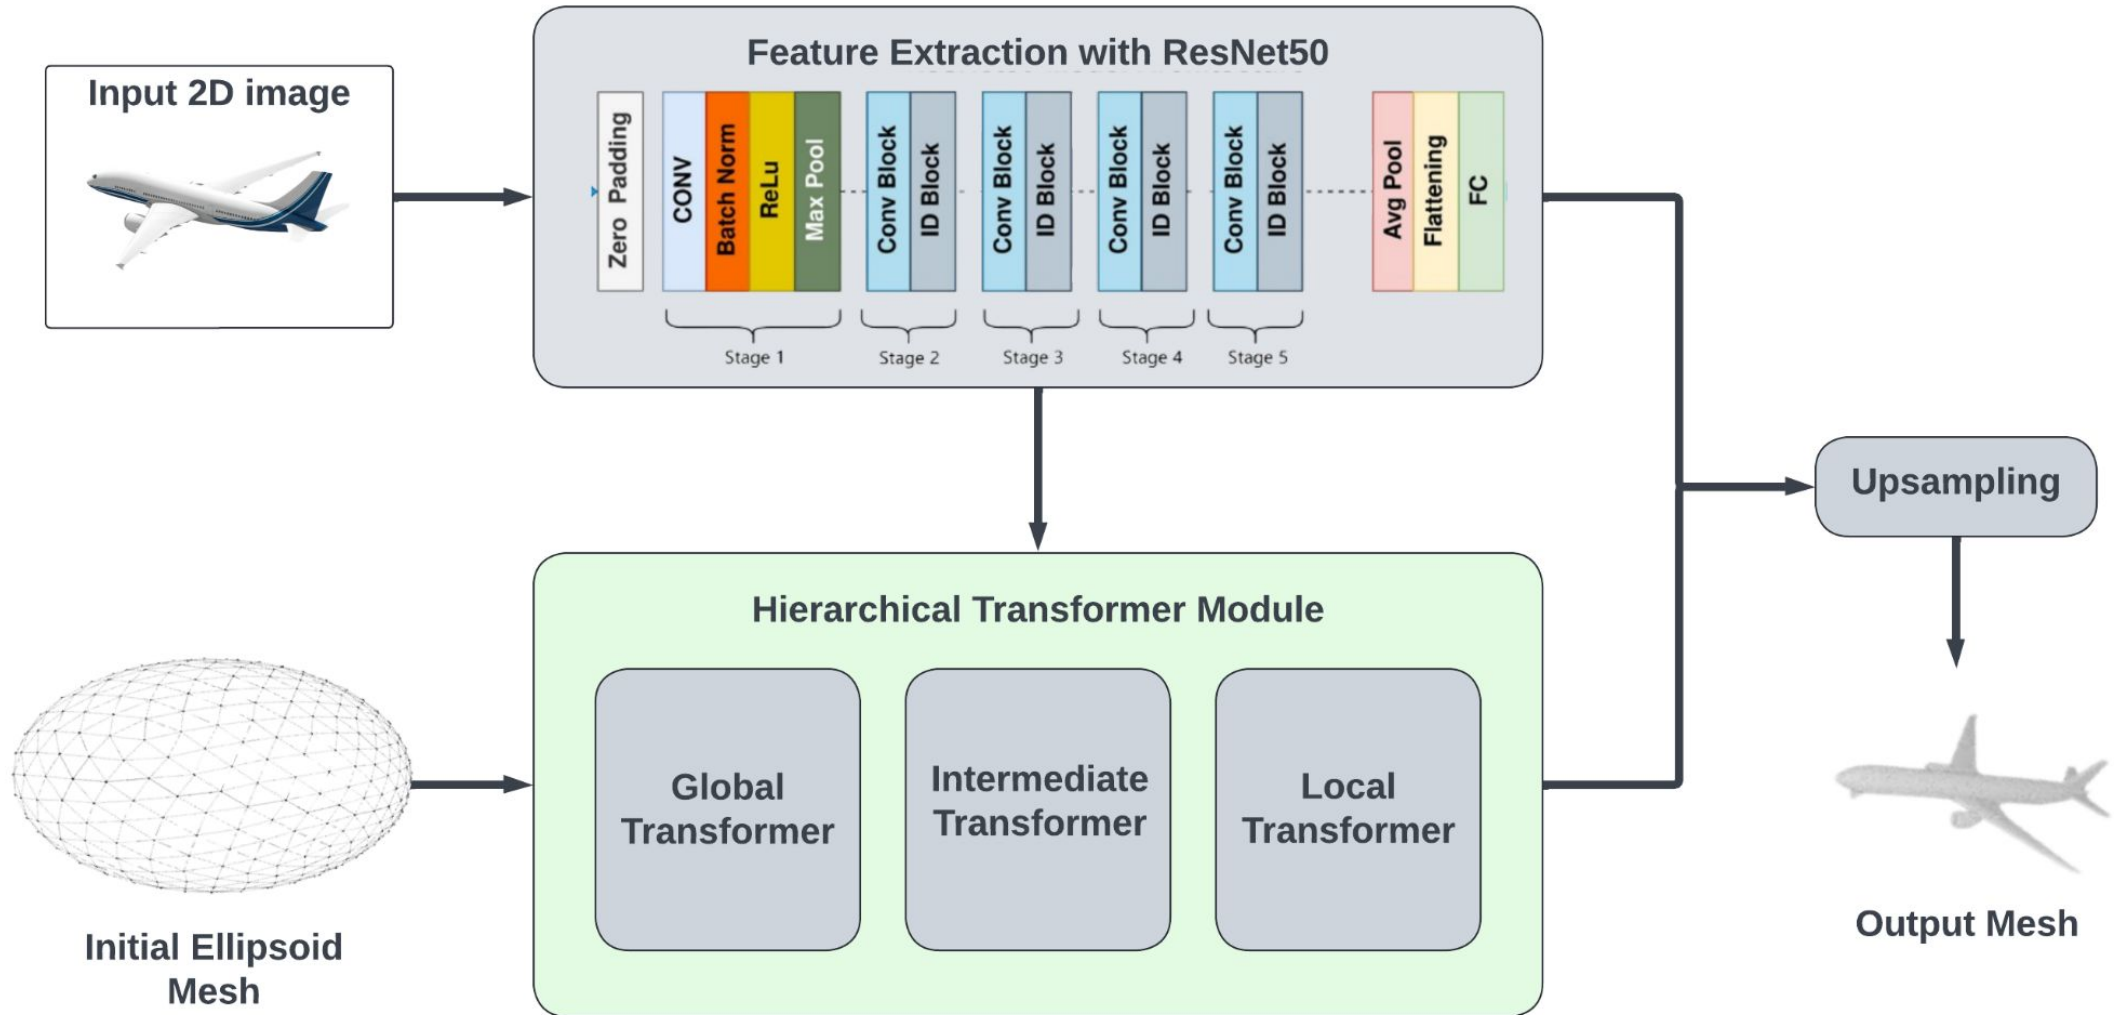 Feature Extraction with ResNet50
Input 2D image
Zero Padding
CONV
Batch Norm
ReLu
Max Pool
Conv Block
ID Block
Conv Block
ID Block
Conv Block
ID Block
Conv Block
ID Block
Avg Pool
Flattening
FC
Stage 1
Stage 2
Stage 3
Stage 4
Stage 5
Upsampling
Hierarchical Transformer Module
Global
Transformer
Intermediate
Transformer
Local
Transformer
Initial Ellipsoid
Mesh
Output Mesh